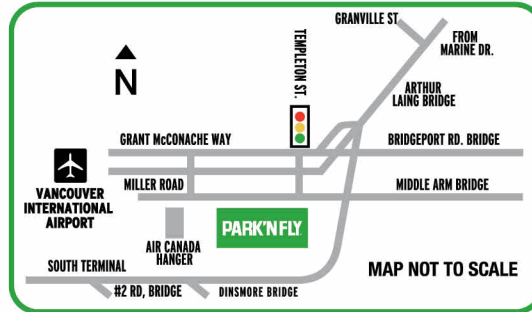 GRANVILLE ST
FROM
MARINE DR.
TEMPLETON ST.
N
ARTHUR
LAING BRIDGE
GRANT McCONACHE WAY
BRIDGEPORT RD. BRIDGE
MILLER ROAD
MIDDLE ARM BRIDGE
VANCOUVER
INTERNATIONAL
AIRPORT
PARK'N FLY
AIR CANADA
HANGER
SOUTH TERMINAL
MAP NOT TO SCALE
#2 RD, BRIDGE
DINSMORE BRIDGE